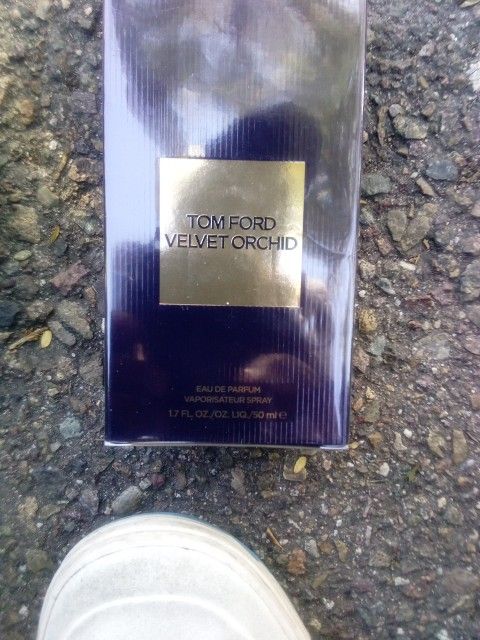 TOM FORD
VELVET ORCHID
EAU DE PARFUM
VAPORISATEUR SPRAY
1.7 FL. OZ./OZ. LIQ./50 ml ℮